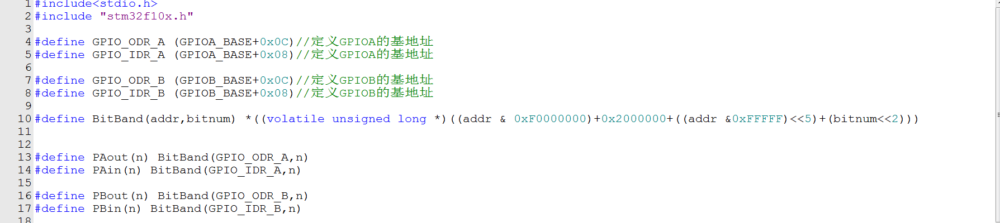 1 #include<stdio.h>
2 #include "stm32f10x.h"
3
4 #define GPIO_ODR_A (GPIOA_BASE+0x0C)//定义GPIOA的基地址
5 #define GPIO_IDR_A (GPIOA_BASE+0x08)//定义GPIOA的基地址
6
7 #define GPIO_ODR_B (GPIOB_BASE+0x0C)//定义GPIOB的基地址
8 #define GPIO_IDR_B (GPIOB_BASE+0x08)//定义GPIOB的基地址
9
10 #define BitBand(addr,bitnum) *((volatile unsigned long *)((addr & 0xF0000000)+0x2000000+((addr &0xFFFFF)<<5)+(bitnum<<2)))
11
12
13 #define PAout(n) BitBand(GPIO_ODR_A,n)
14 #define PAin(n) BitBand(GPIO_IDR_A,n)
15
16 #define PBout(n) BitBand(GPIO_ODR_B,n)
17 #define PBin(n) BitBand(GPIO_IDR_B,n)
18